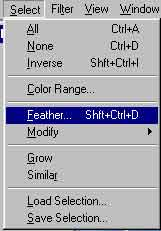 Select Filter View Window
All Ctrl+A
None Ctrl+D
Inverse Shft+Ctrl+I
Color Range...
Feather... Shft+Ctrl+D
Modify
Grow
Similar
Load Selection...
Save Selection...